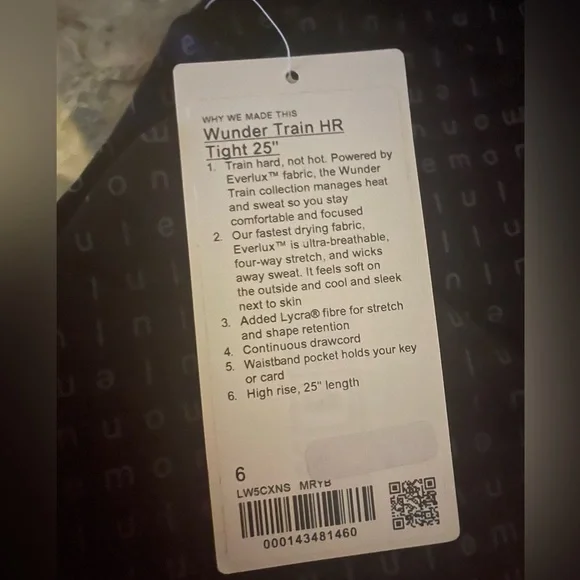 WHY WE MADE THIS
Wunder Train HR
Tight 25"
1. Train hard, not hot. Powered by
Everlux™ fabric, the Wunder
Train collection manages heat
and sweat so you stay
comfortable and focused
2. Our fastest drying fabric,
Everlux™ is ultra-breathable,
four-way stretch, and wicks
away sweat. It feels soft on
the outside and cool and sleek
next to skin
3. Added Lycra® fibre for stretch
and shape retention
4. Continuous drawcord
5. Waistband pocket holds your key
or card
6. High rise, 25" length
6
LW5CXNS MRYB
000143481460